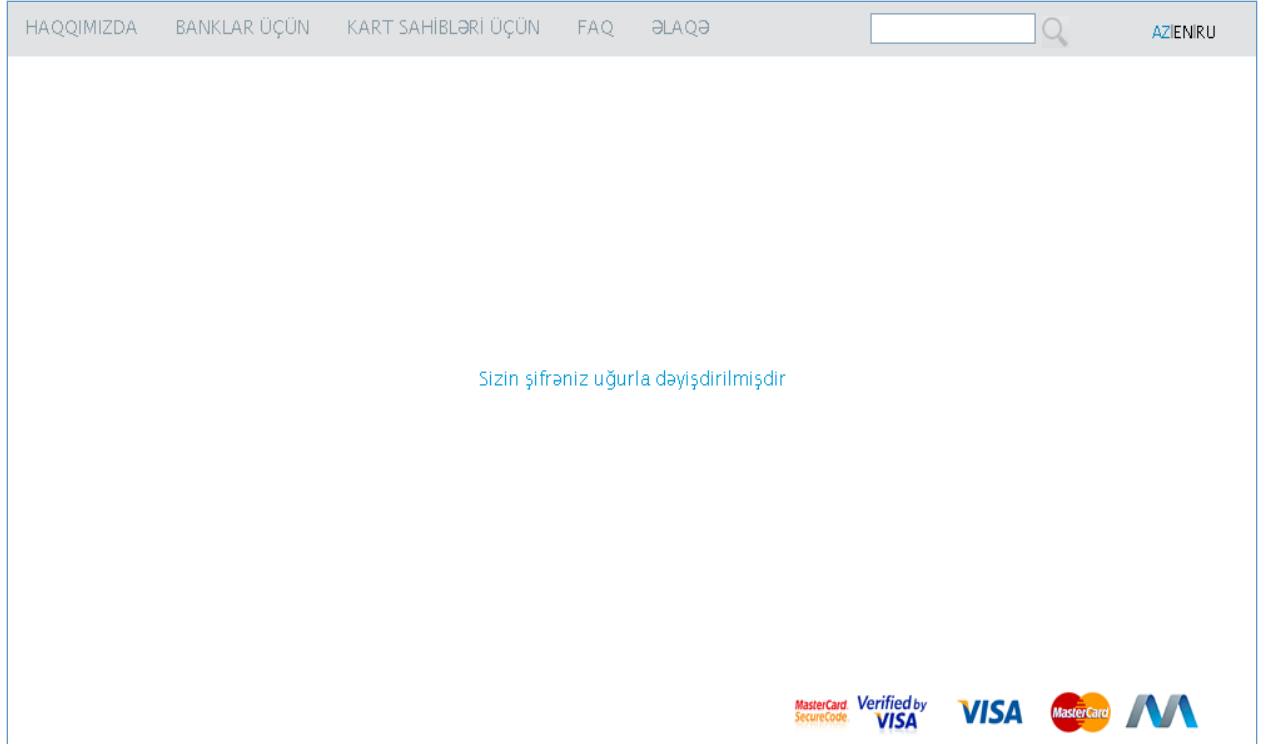 HAQQIMIZDA BANKLAR ÜÇÜN KART SAHİBLƏRİ ÜÇÜN FAQ ƏLAQƏ AZ|EN|RU
Sizin şifrəniz uğurla dəyişdirilmişdir
MasterCard. SecureCode. Verified by VISA VISA MasterCard